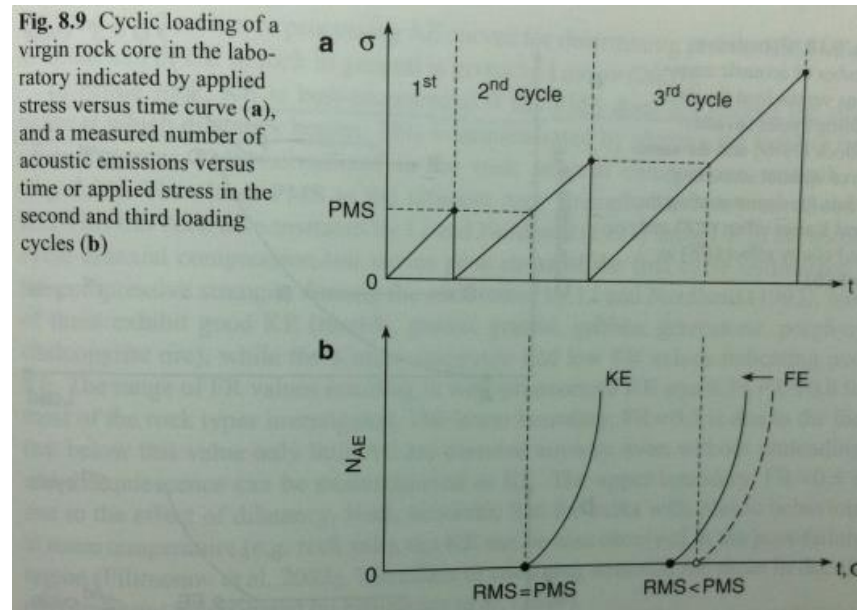 Fig. 8.9 Cyclic loading of a
virgin rock core in the labo-
ratory indicated by applied
stress versus time curve (a),
and a measured number of
acoustic emissions versus
time or applied stress in the
second and third loading
cycles (b)
a
σ
1st
2nd cycle
3rd cycle
PMS
0
t
b
KE
FE
NAE
0
RMS=PMS
RMS<PMS
t, σ